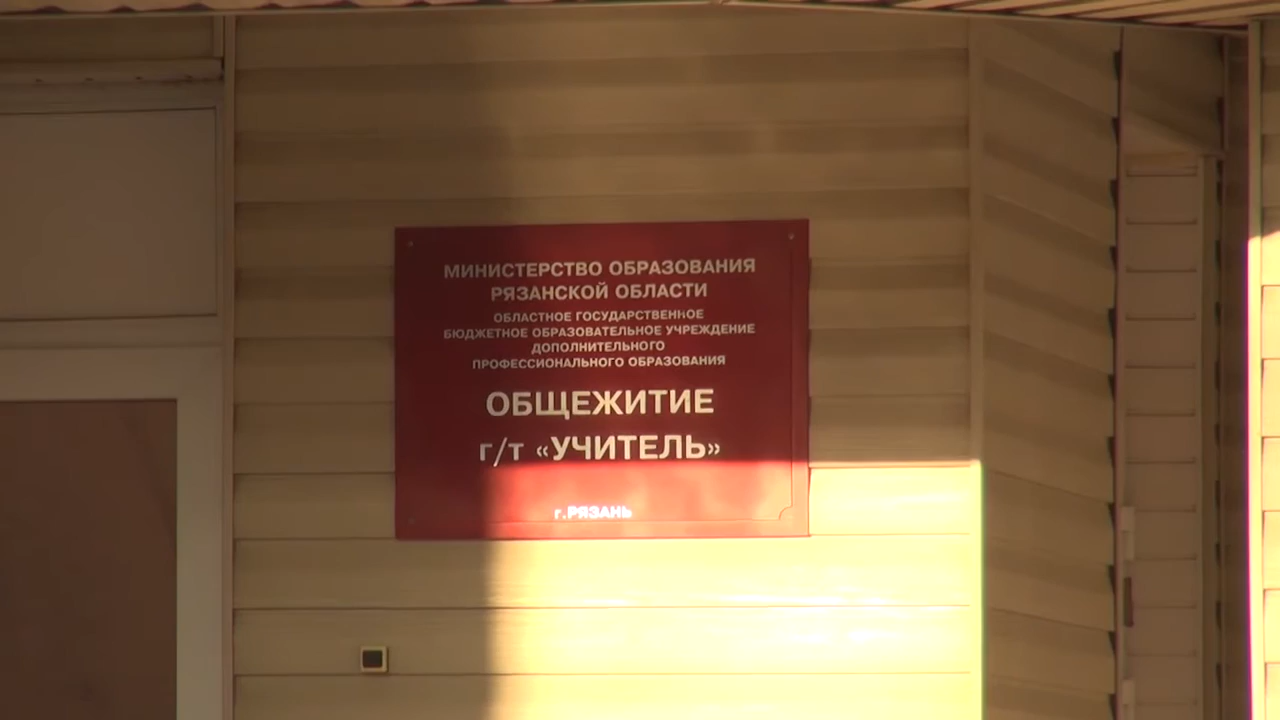 МИНИСТЕРСТВО ОБРАЗОВАНИЯ
РЯЗАНСКОЙ ОБЛАСТИ
ОБЛАСТНОЕ ГОСУДАРСТВЕННОЕ
БЮДЖЕТНОЕ ОБРАЗОВАТЕЛЬНОЕ УЧРЕЖДЕНИЕ
ДОПОЛНИТЕЛЬНОГО
ПРОФЕССИОНАЛЬНОГО ОБРАЗОВАНИЯ
ОБЩЕЖИТИЕ
г/т «УЧИТЕЛЬ»
г.РЯЗАНЬ